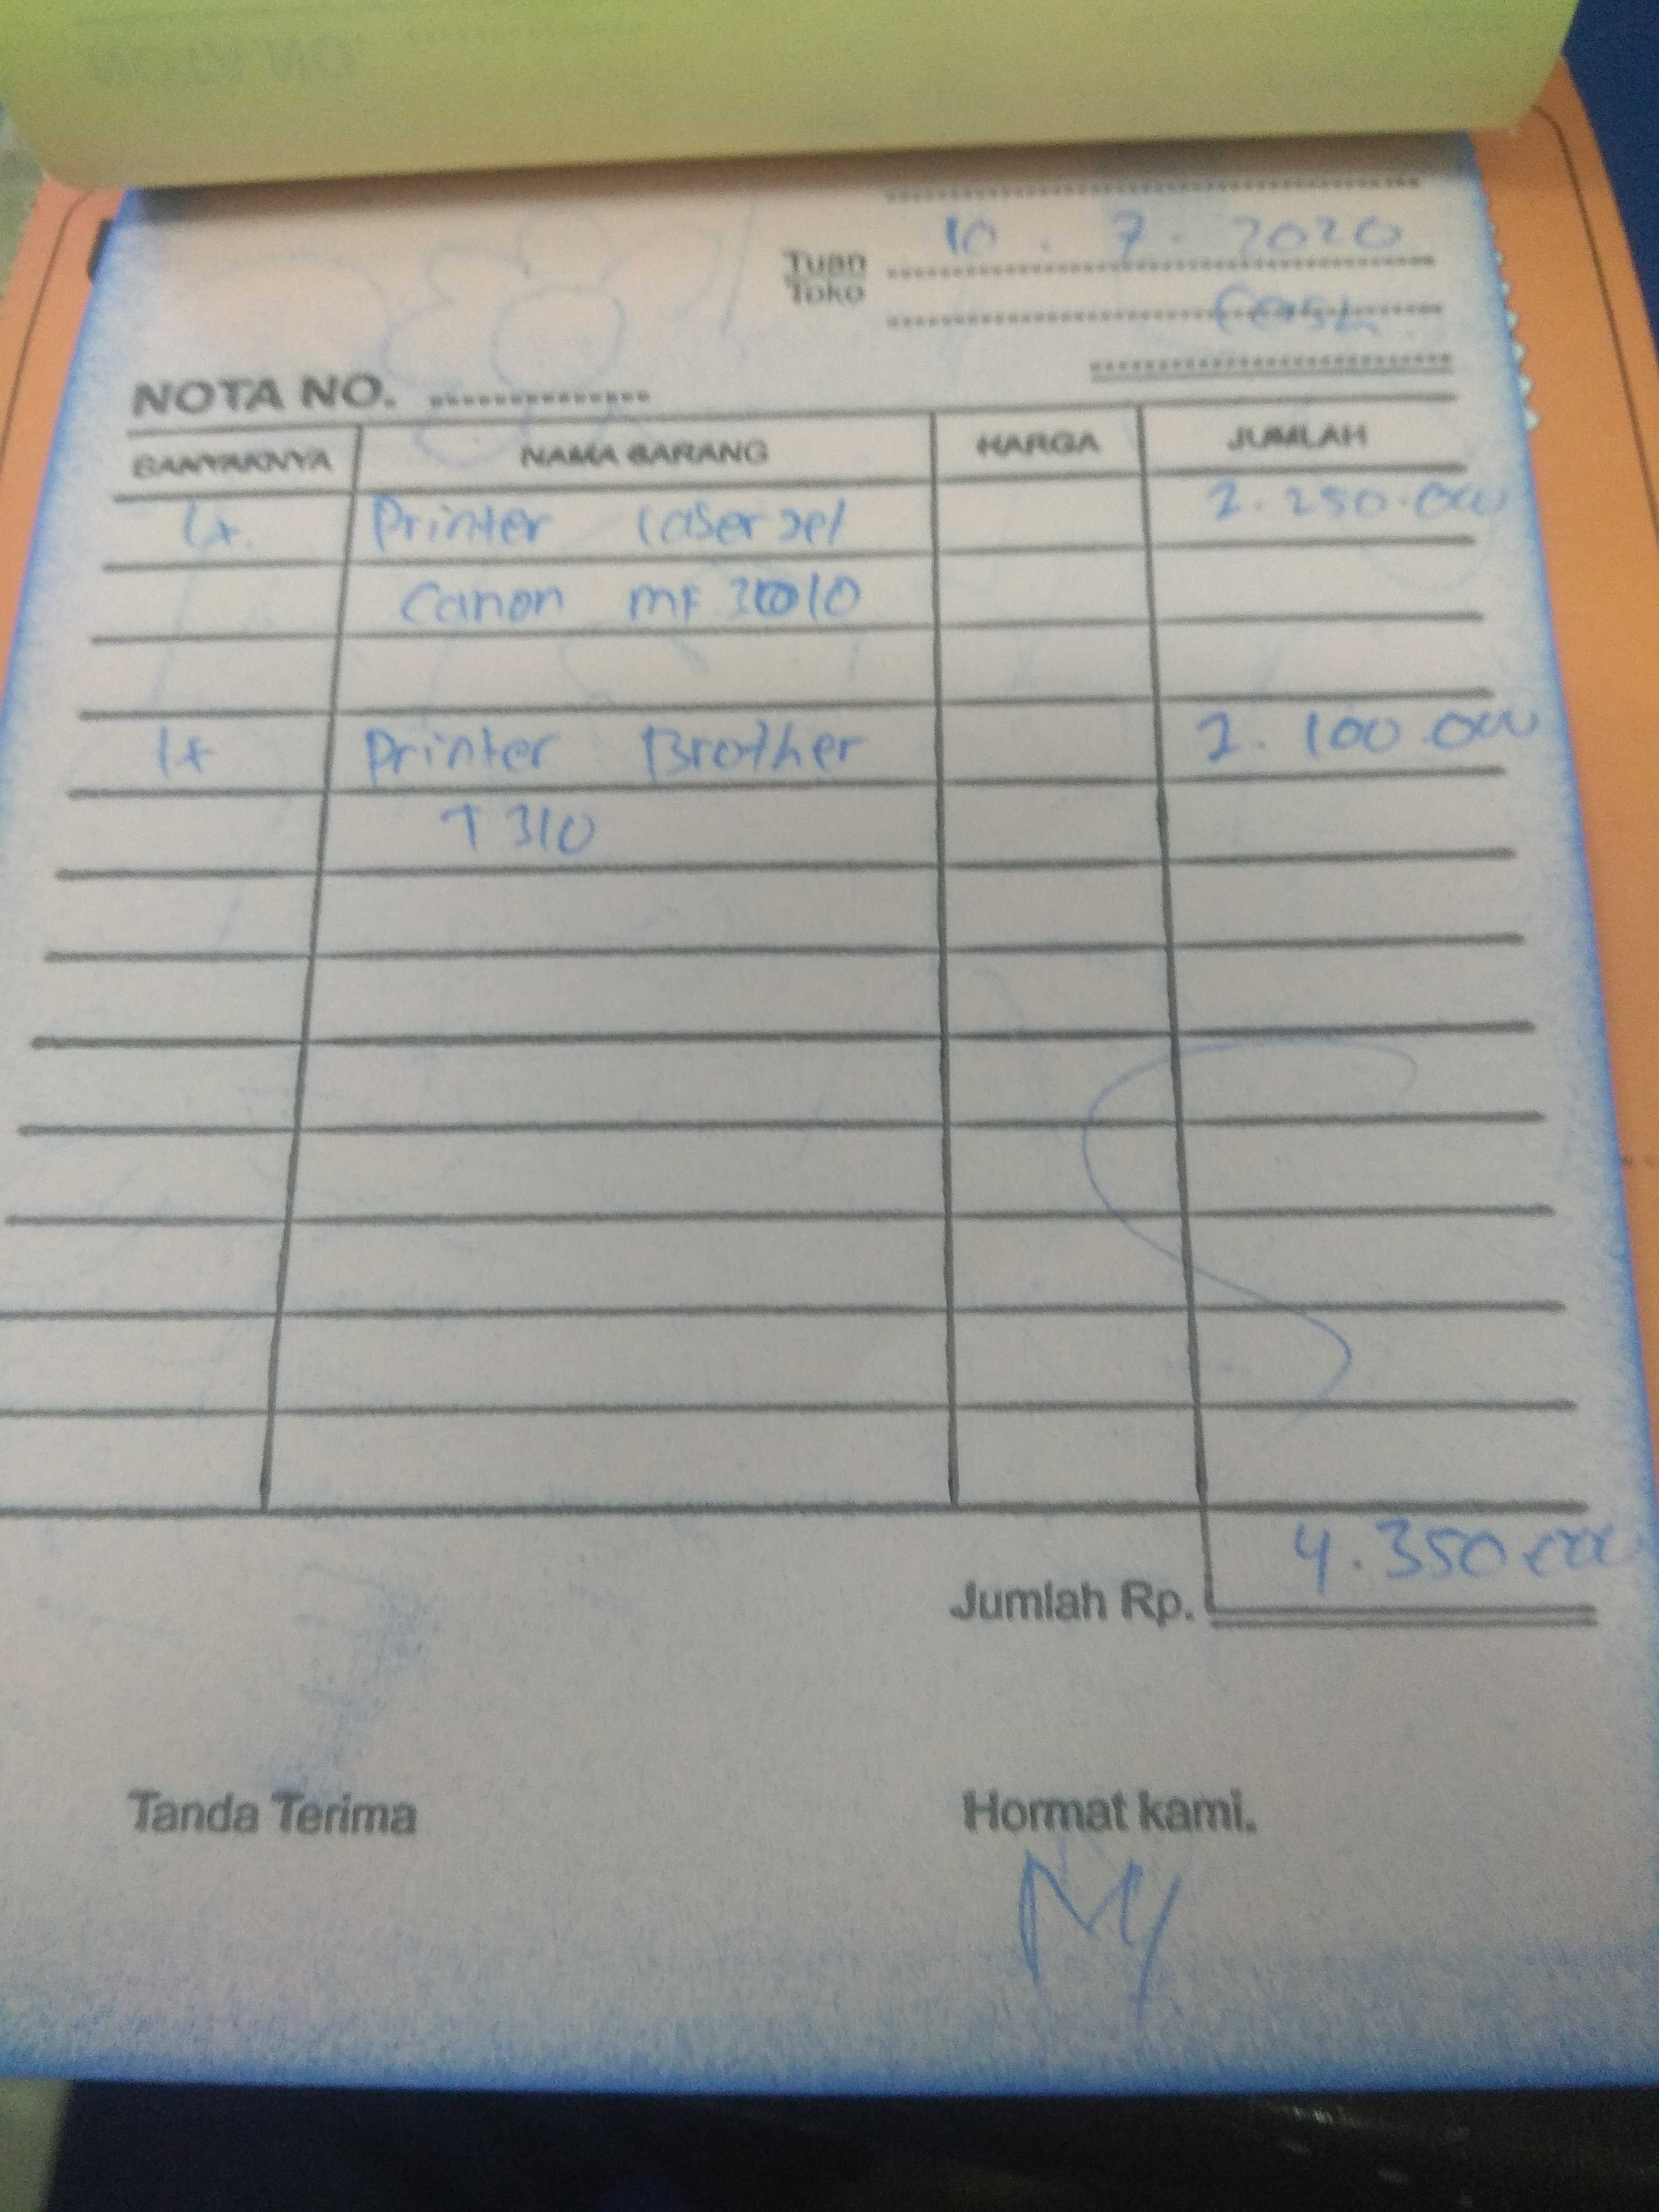 10 . 7 . 2020
Tuan
Toko
Cash
NOTA NO.
BANYAKNYA NAMA BARANG HARGA JUMLAH
1x Printer Laserjet 2.250.000
Canon MF 3010
1x Printer Brother 2.100.000
T 310
Jumlah Rp. 4.350.000
Tanda Terima Hormat kami.